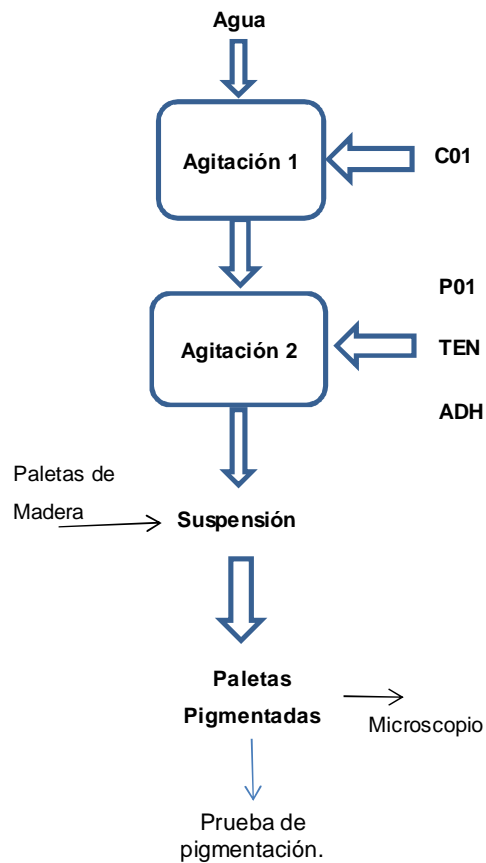 Agua
Agitación 1
C01
P01
Agitación 2
TEN
ADH
Paletas de
Madera
Suspensión
Paletas
Pigmentadas
Microscopio
Prueba de
pigmentación.